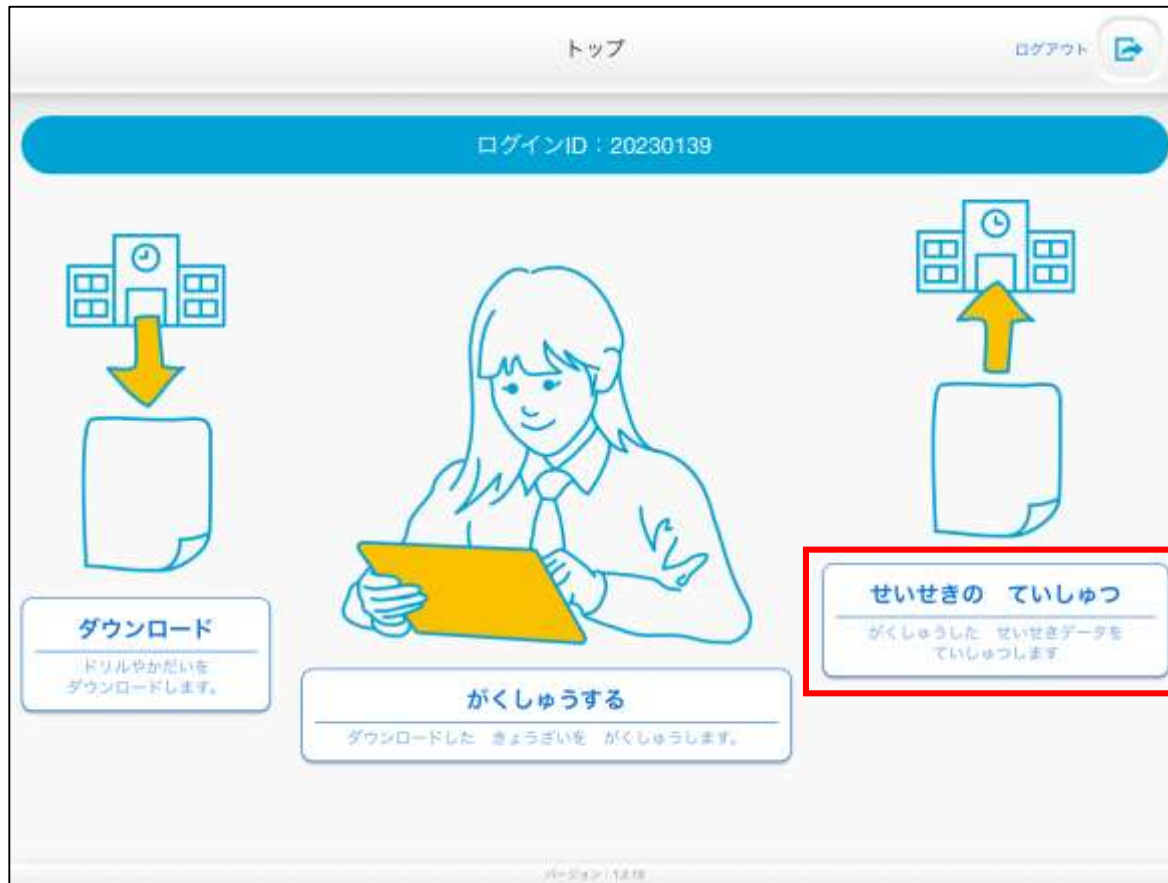 トップ
ログアウト
ログインID：20230139
ダウンロード
ドリルやかだいを
ダウンロードします。
がくしゅうする
ダウンロードした　きょうざいを　がくしゅうします。
せいせきの　ていしゅつ
がくしゅうした　せいせきデータを
ていしゅつします